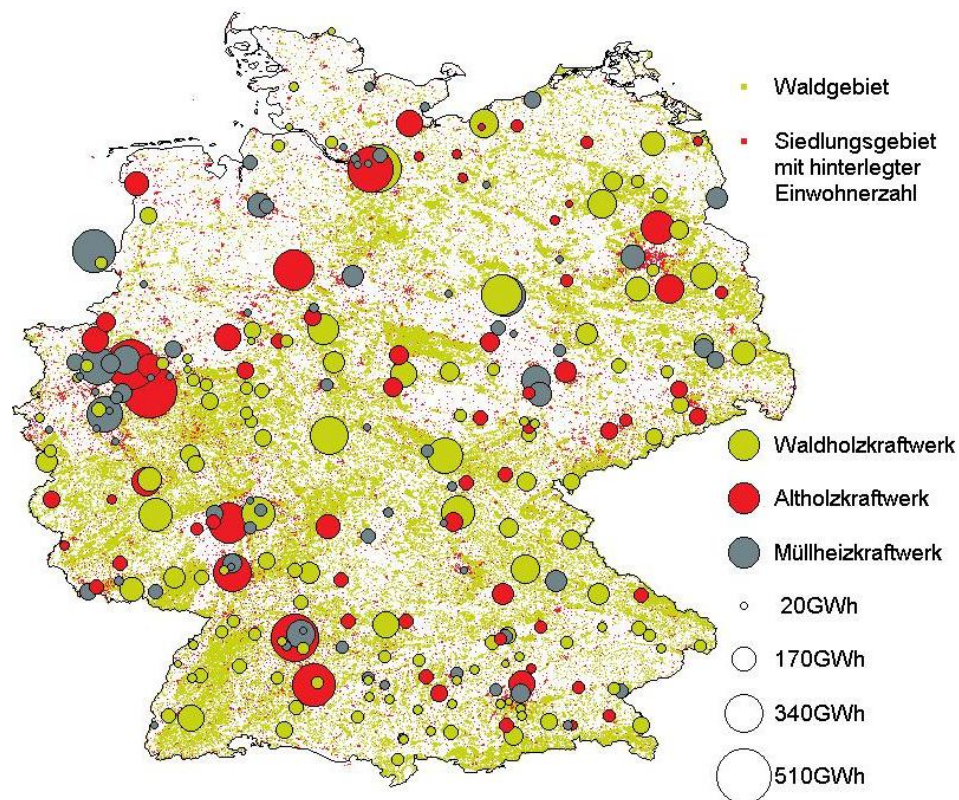 Waldgebiet
Siedlungsgebiet
mit hinterlegter
Einwohnerzahl
Waldholzkraftwerk
Altholzkraftwerk
Müllheizkraftwerk
20GWh
170GWh
340GWh
510GWh